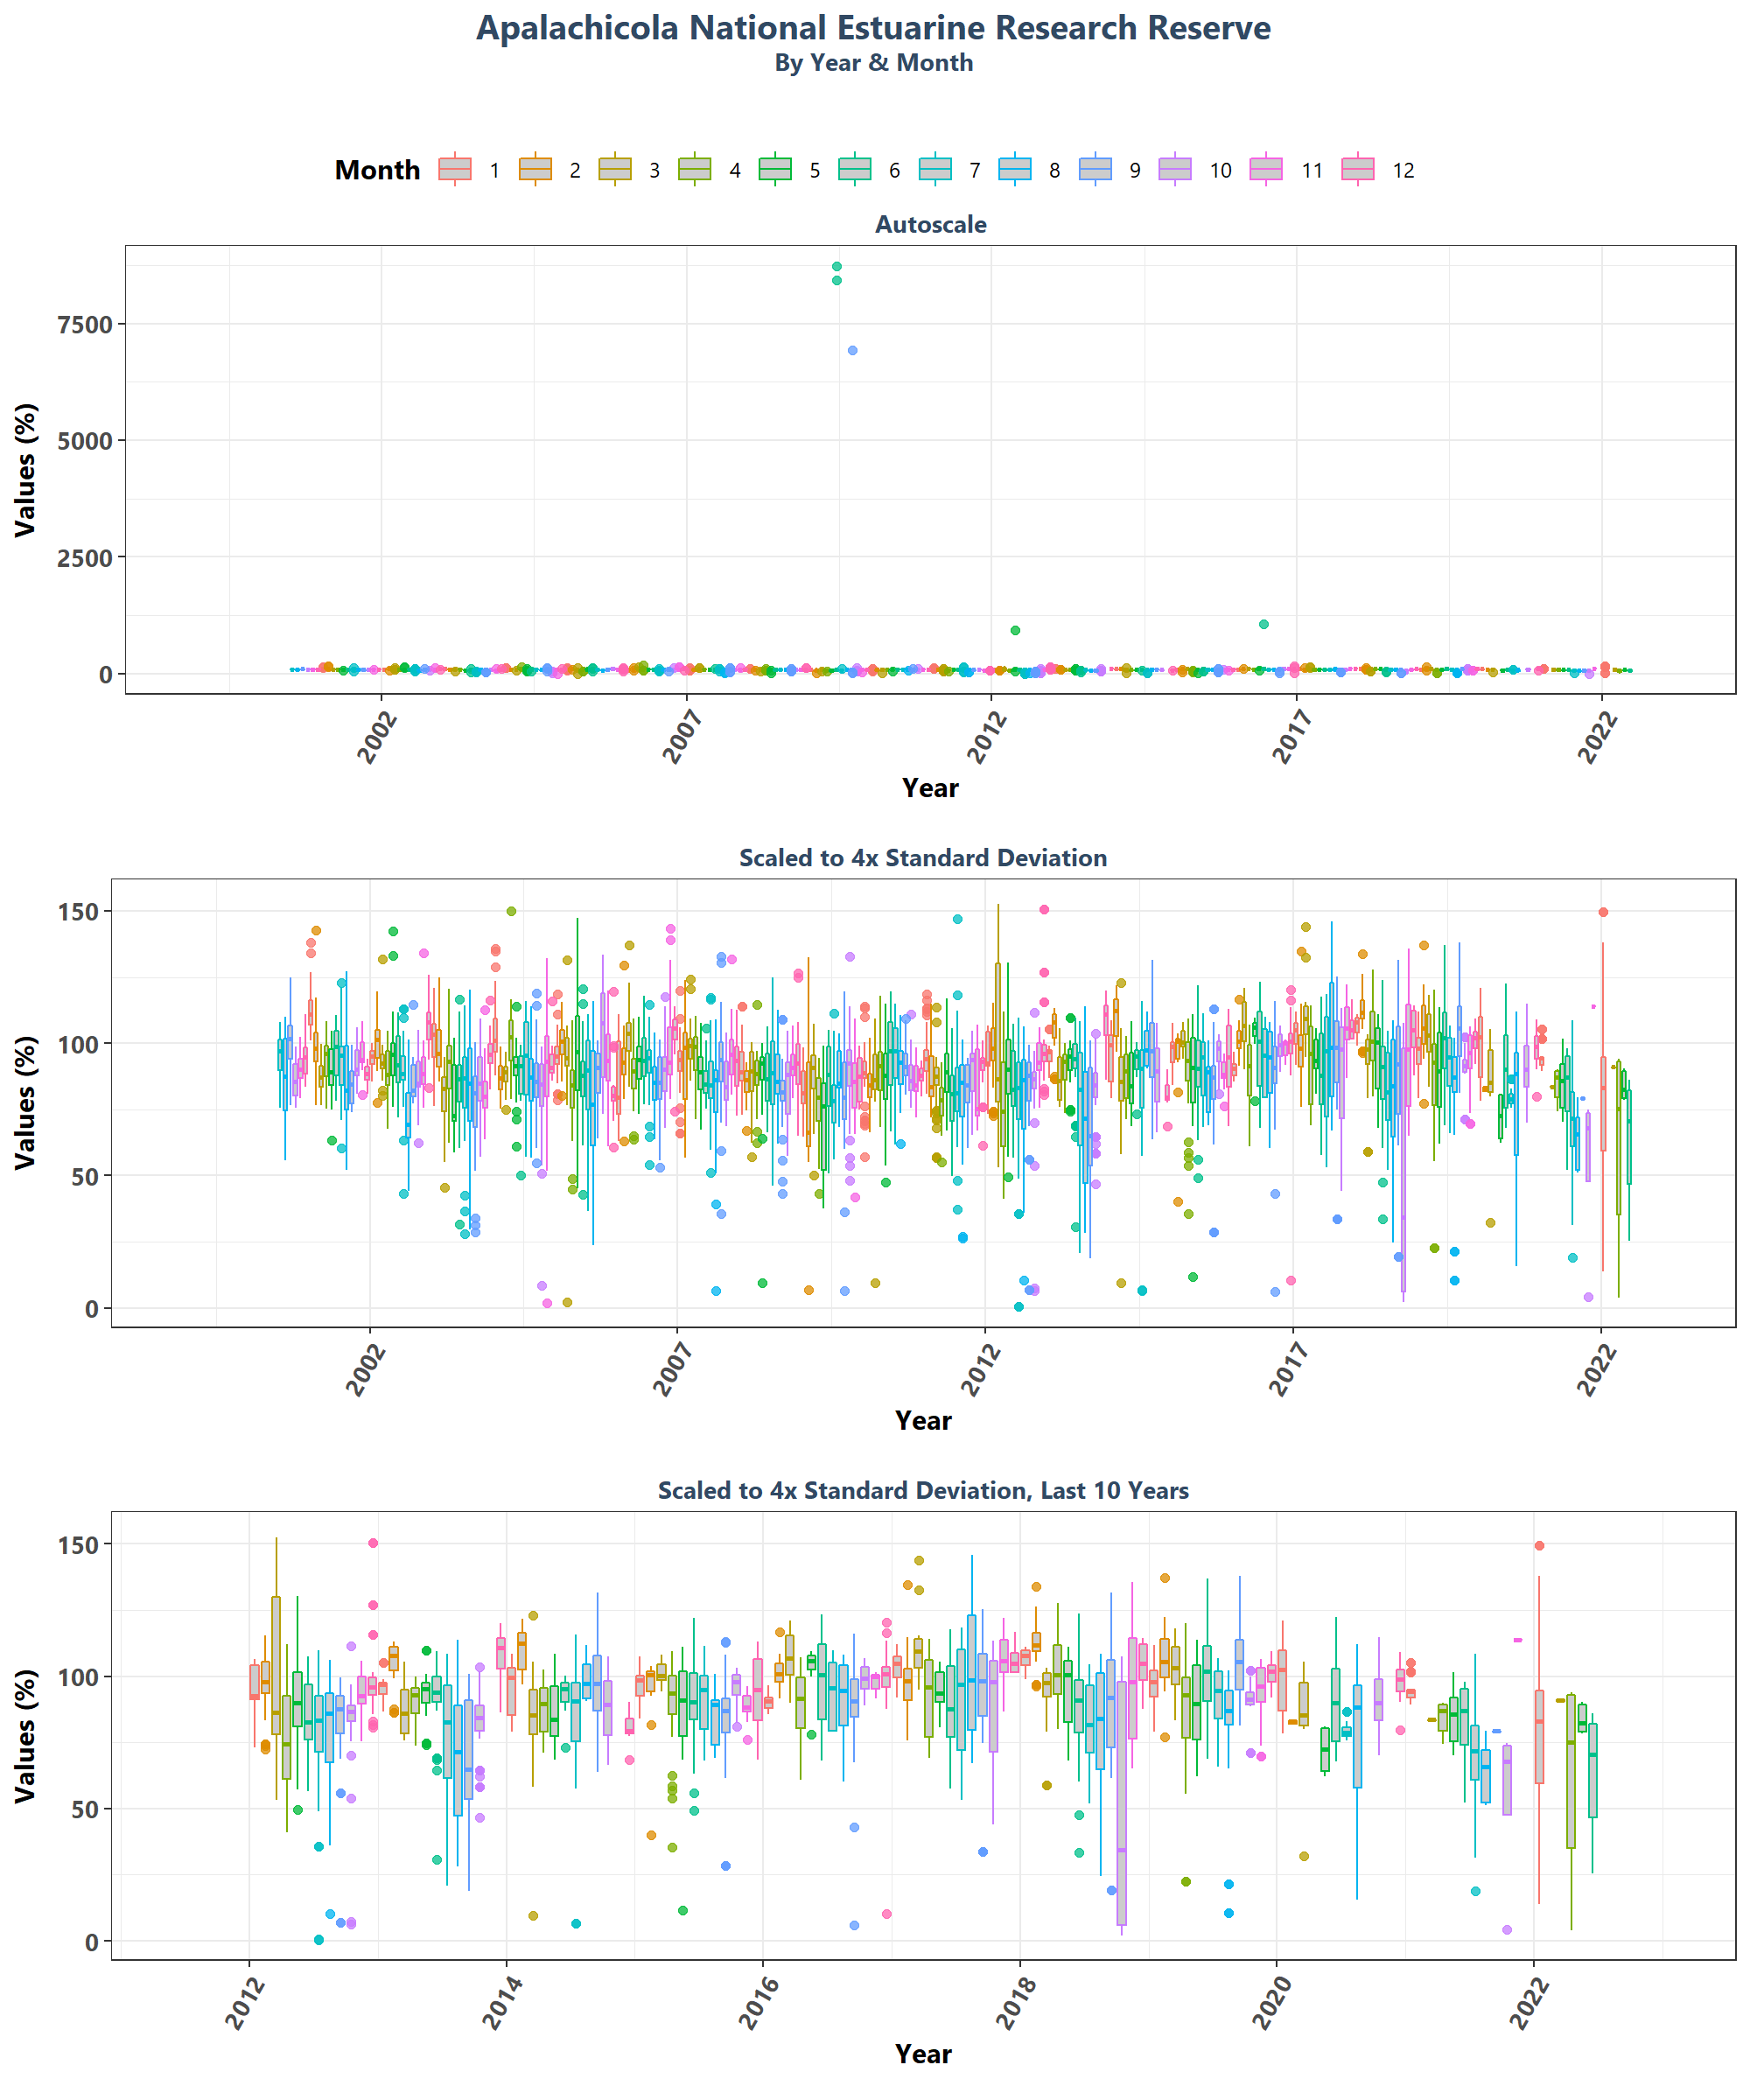 Apalachicola National Estuarine Research Reserve
By Year & Month
Month 1 2 3 4 5 6 7 8 9 10 11 12
Autoscale
Values (%)
7500
5000
2500
0
2002 2007 2012 2017 2022
Year
Scaled to 4x Standard Deviation
Values (%)
150
100
50
0
2002 2007 2012 2017 2022
Year
Scaled to 4x Standard Deviation, Last 10 Years
Values (%)
150
100
50
0
2012 2014 2016 2018 2020 2022
Year